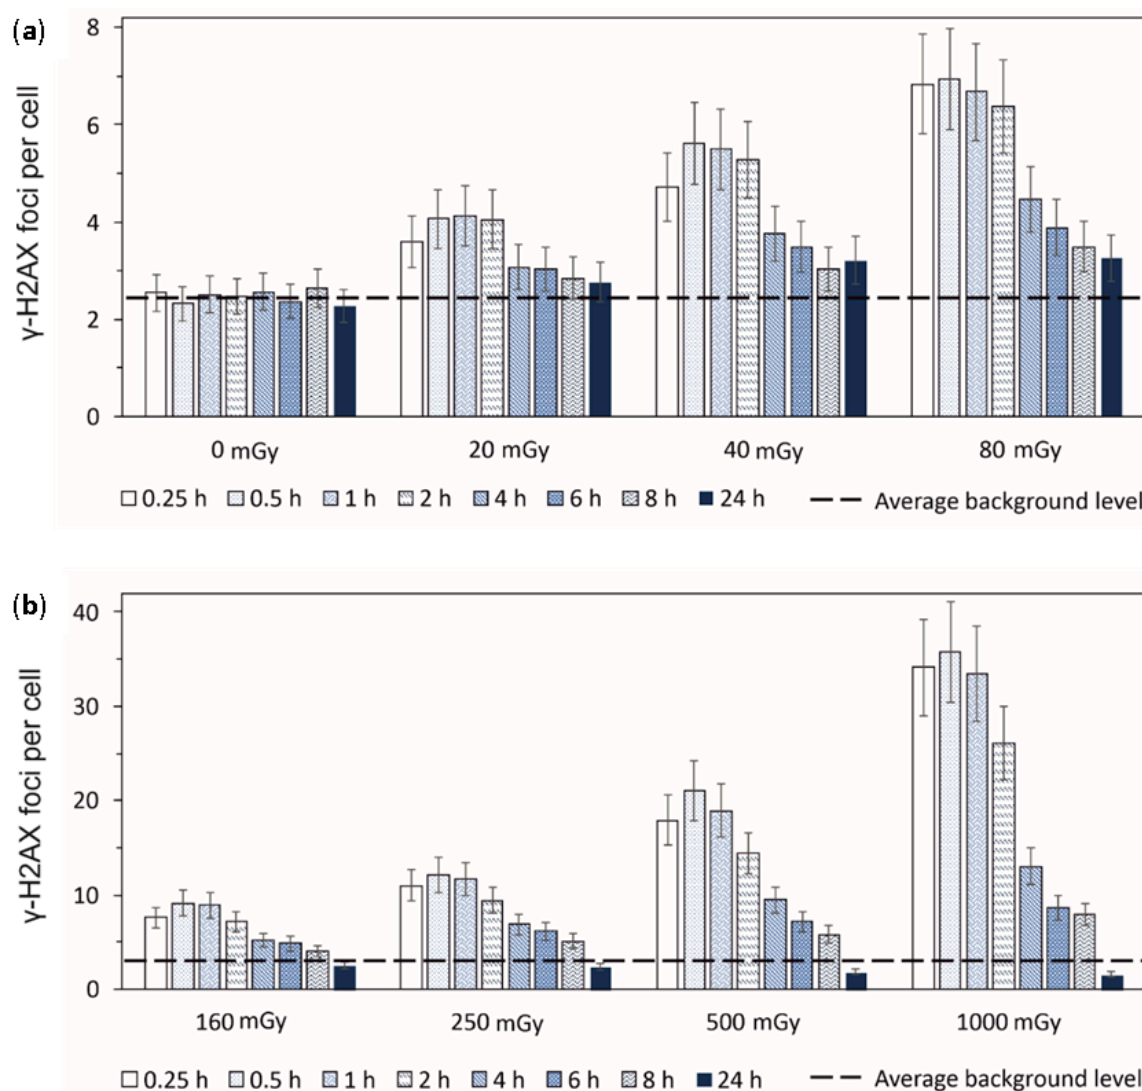 (a)
γ-H2AX foci per cell
8
6
4
2
0
0 mGy 20 mGy 40 mGy 80 mGy
0.25 h 0.5 h 1 h 2 h 4 h 6 h 8 h 24 h Average background level
(b)
γ-H2AX foci per cell
40
30
20
10
0
160 mGy 250 mGy 500 mGy 1000 mGy
0.25 h 0.5 h 1 h 2 h 4 h 6 h 8 h 24 h Average background level